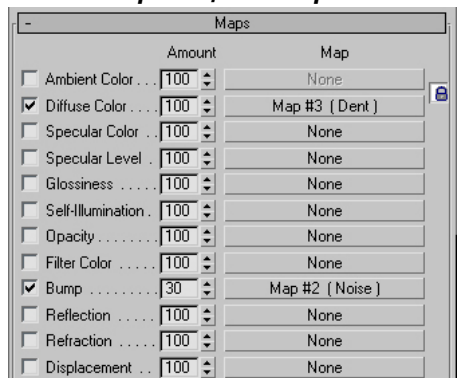 - Maps
Amount Map
Ambient Color . . . 100 None
Diffuse Color . . . . 100 Map #3 ( Dent )
Specular Color . . 100 None
Specular Level . 100 None
Glossiness . . . . . 100 None
Self-Illumination . 100 None
Opacity . . . . . . . . 100 None
Filter Color . . . . . 100 None
Bump . . . . . . . . . 30 Map #2 ( Noise )
Reflection . . . . . 100 None
Refraction . . . . . 100 None
Displacement . . 100 None